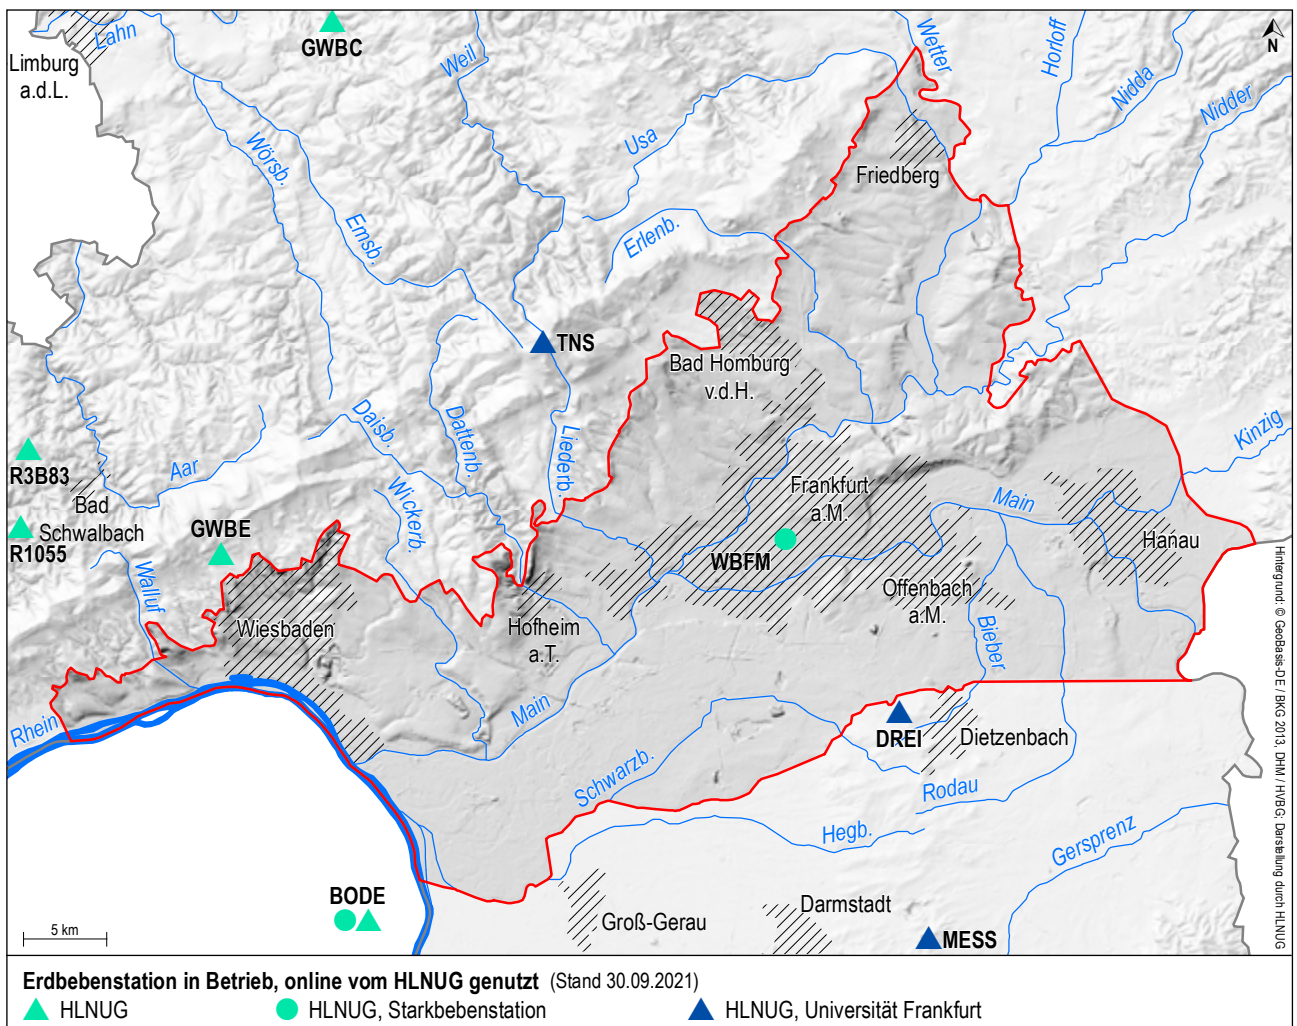 Lahn
GWBC
Limburg
a.d.L.
Weil
Wetter
Horloff
N
Nidda
Nidder
Usa
Wörsb.
Friedberg
Emsb.
Erlenb.
TNS
Bad Homburg
v.d.H.
Daisb.
Dattenb.
Liederb.
Kinzig
R3B83
Aar
Bad
Schwalbach
R1055
GWBE
Wickerb.
Frankfurt
a.M.
Main
WBFM
Hanau
Walluf
Offenbach
a.M.
Wiesbaden
Hofheim
a.T.
Bieber
Rhein
Main
DREI
Dietzenbach
Schwarzb.
Rodau
Hegb.
Gersprenz
BODE
Groß-Gerau
Darmstadt
MESS
5 km
Hintergrund: © GeoBasis-DE / BKG 2013, DHM / HVBG; Darstellung durch HLNUG
Erdbebenstation in Betrieb, online vom HLNUG genutzt (Stand 30.09.2021)
HLNUG
HLNUG, Starkbebenstation
HLNUG, Universität Frankfurt